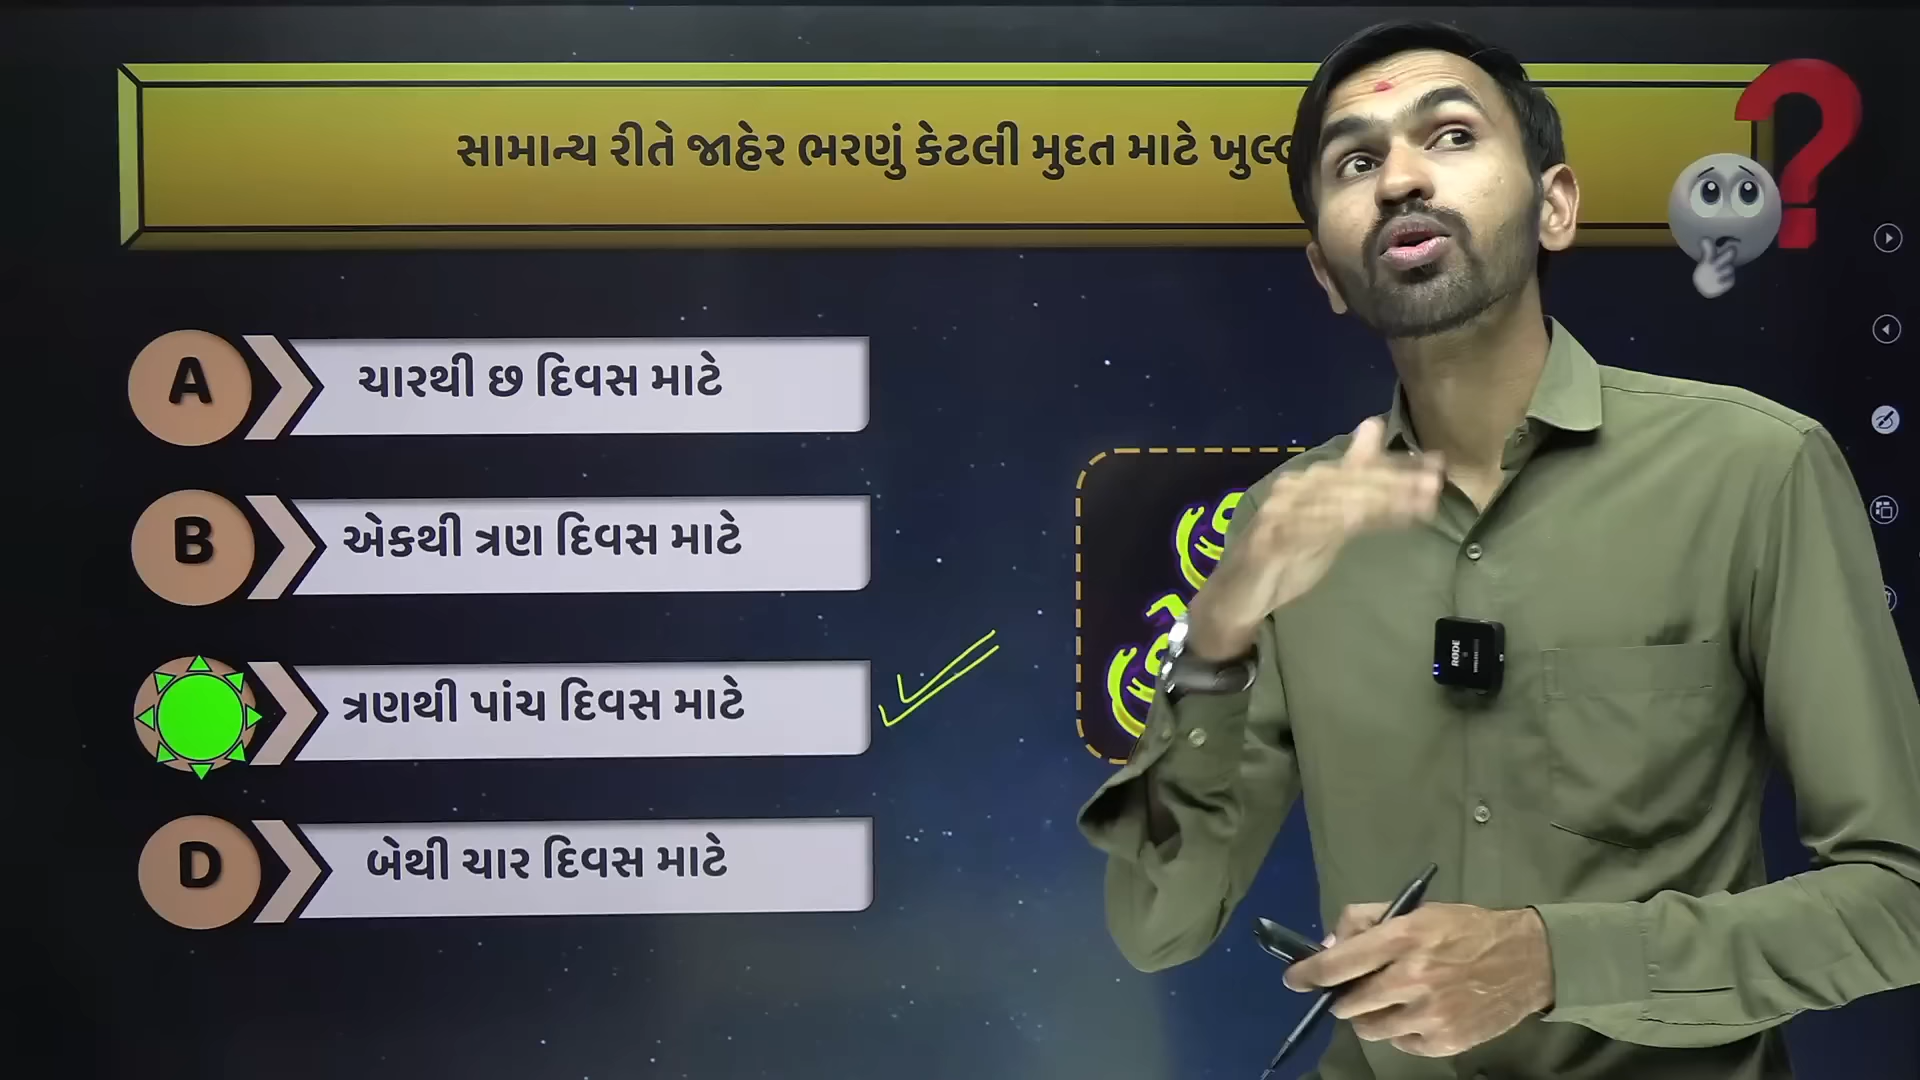 સામાન્ય રીતે જાહેર ભરણું કેટલી મુદત માટે
A
ચારથી છ દિવસ માટે
B
એકથી ત્રણ દિવસ માટે
ત્રણથી પાંચ દિવસ માટે
D
બેથી ચાર દિવસ માટે
RODE